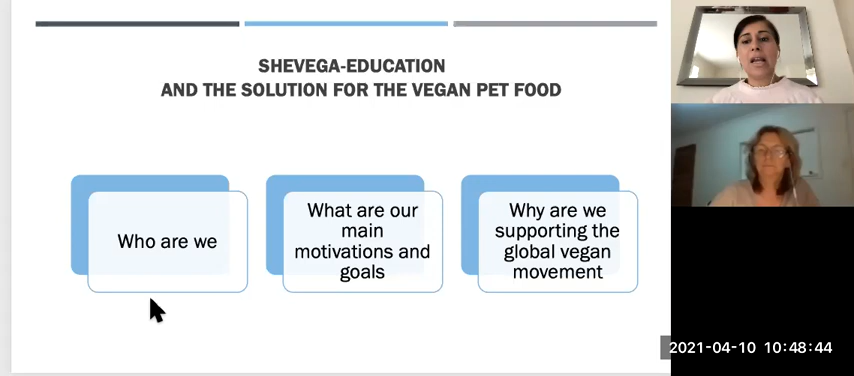 SHEVEGA-EDUCATION
AND THE SOLUTION FOR THE VEGAN PET FOOD
Who are we
What are our
main
motivations and
goals
Why are we
supporting the
global vegan
movement
2021-04-10 10:48:44